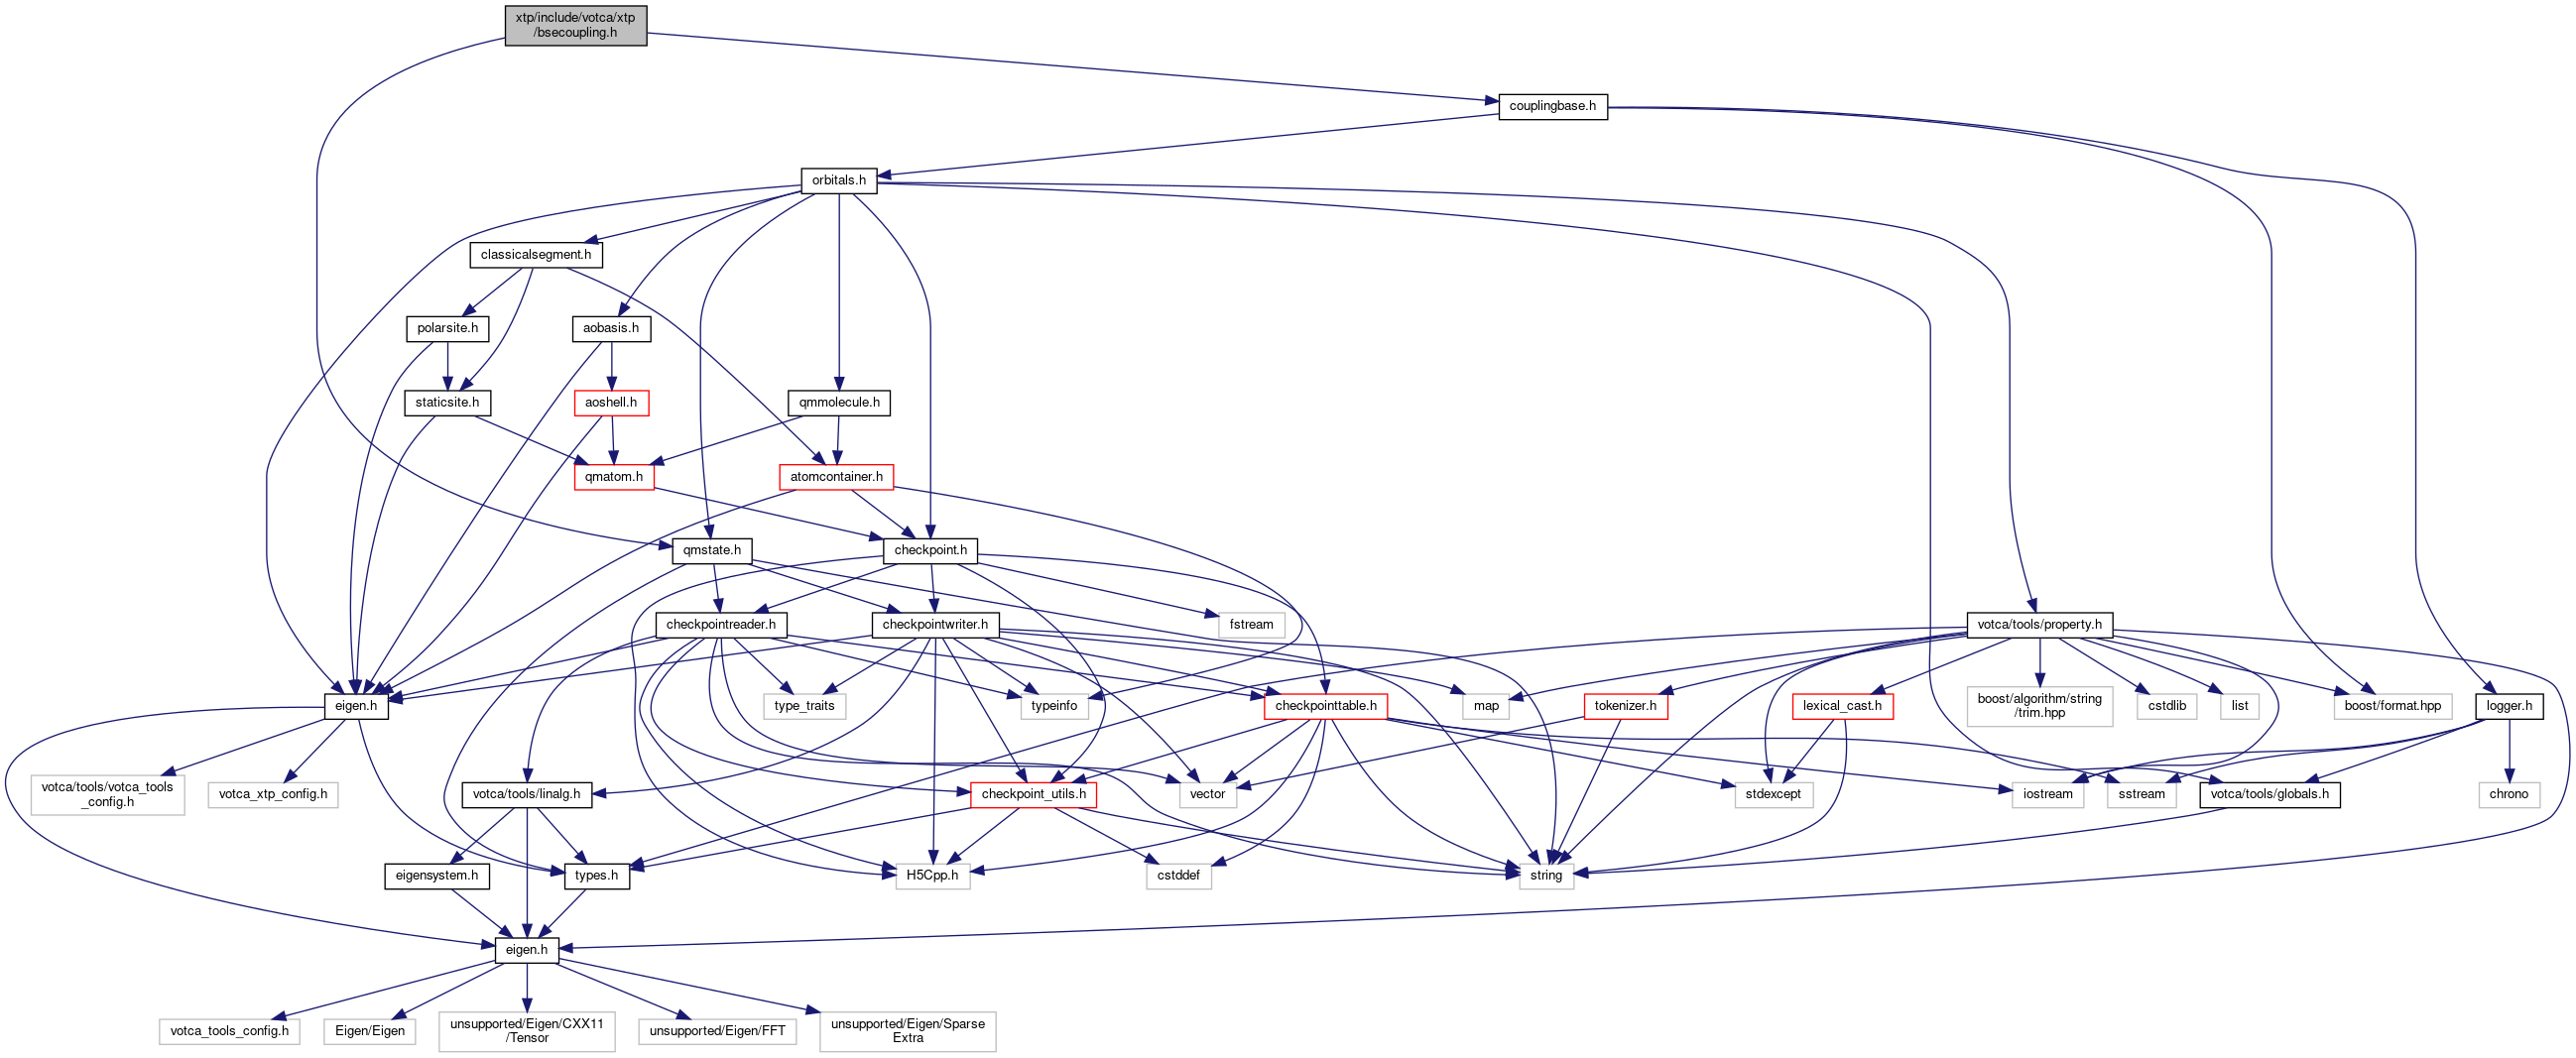 xtp/include/votca/xtp
/bsecoupling.h
couplingbase.h
orbitals.h
classicalsegment.h
polarsite.h
aobasis.h
staticsite.h
aoshell.h
qmmolecule.h
qmatom.h
atomcontainer.h
qmstate.h
checkpoint.h
checkpointreader.h
checkpointwriter.h
fstream
votca/tools/property.h
eigen.h
type_traits
typeinfo
checkpointtable.h
map
tokenizer.h
lexical_cast.h
boost/algorithm/string
/trim.hpp
cstdlib
list
boost/format.hpp
logger.h
votca/tools/votca_tools
_config.h
votca_xtp_config.h
votca/tools/linalg.h
checkpoint_utils.h
vector
stdexcept
iostream
sstream
votca/tools/globals.h
chrono
eigensystem.h
types.h
H5Cpp.h
cstddef
string
eigen.h
votca_tools_config.h
Eigen/Eigen
unsupported/Eigen/CXX11
/Tensor
unsupported/Eigen/FFT
unsupported/Eigen/Sparse
Extra